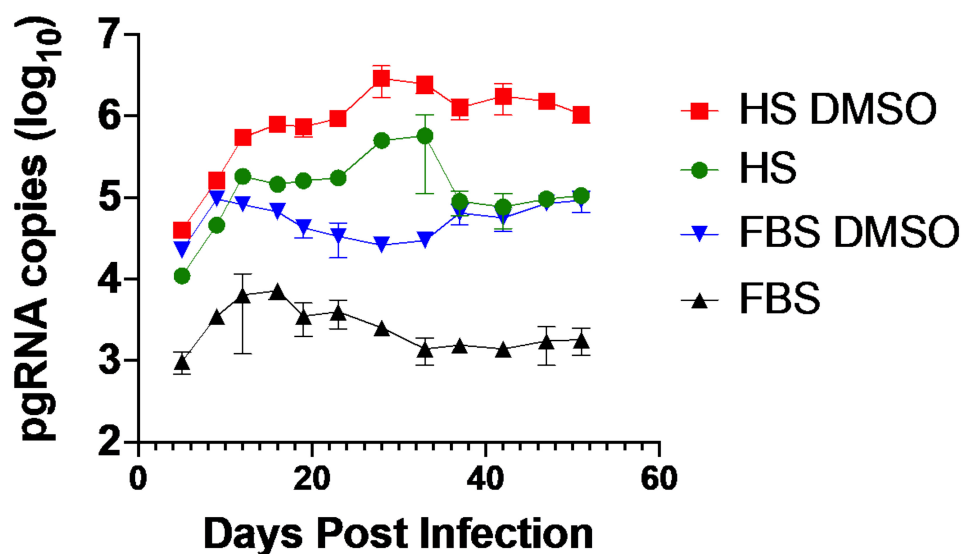 pgRNA copies (log10)
7
6
5
4
3
2
0
20
40
60
Days Post Infection
HS DMSO
HS
FBS DMSO
FBS